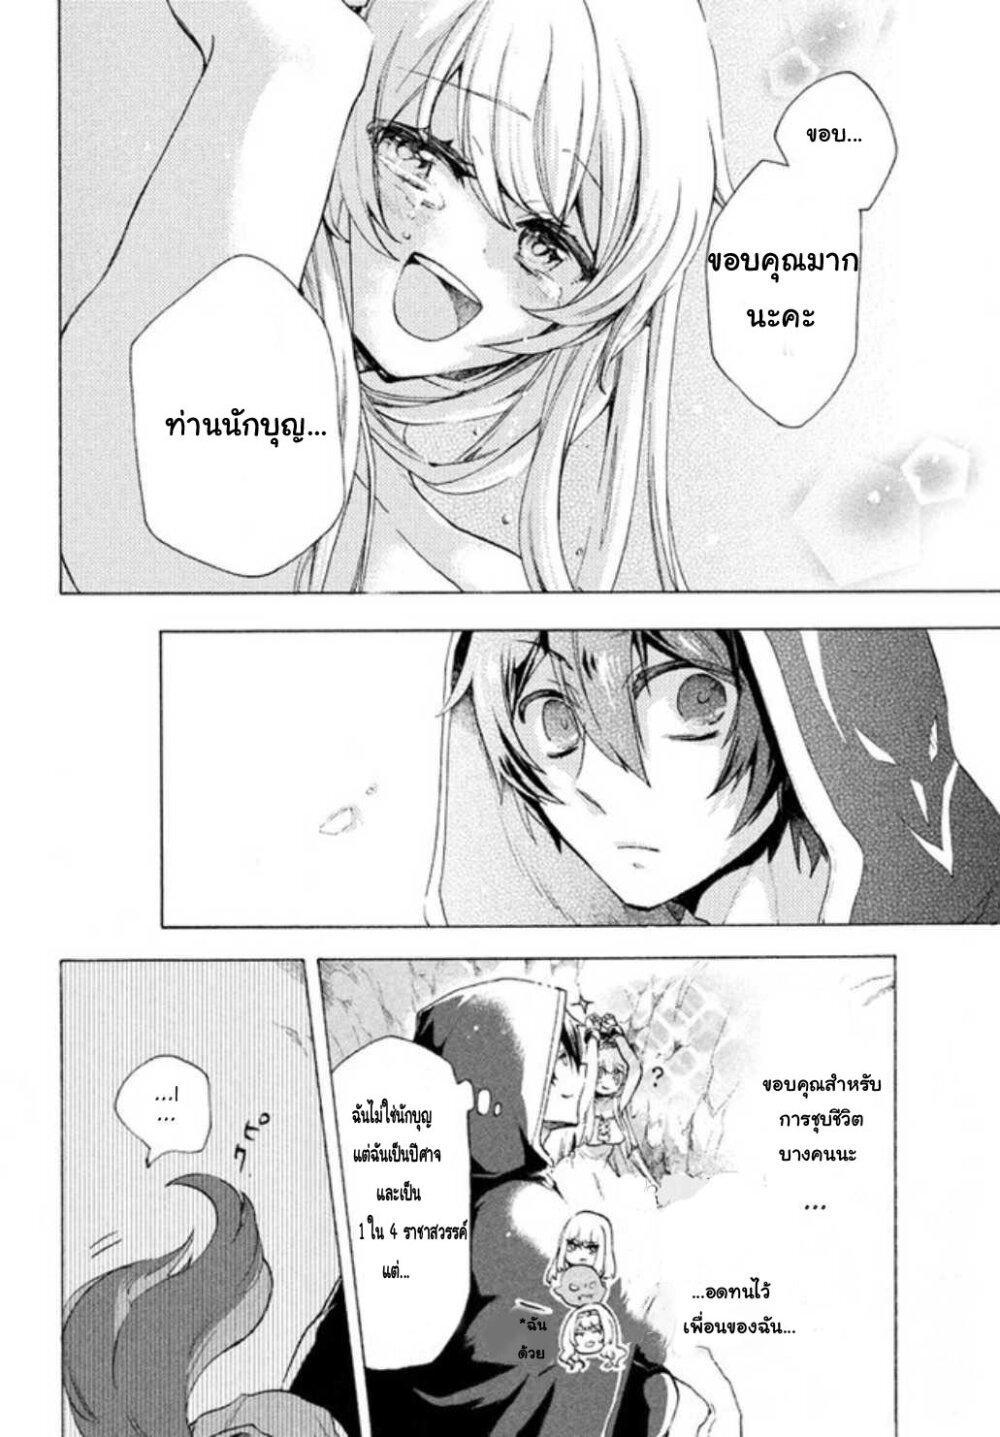 ขอบ...
ขอบคุณมาก
นะคะ
ท่านนักบุญ...
ขอบคุณสำหรับ
การชุบชีวิต
บางคนนะ
...
?
ฉันไม่ใช่นักบุญ
แต่ฉันเป็นปีศาจ
และเป็น
1 ใน 4 ราชาสวรรค์
แต่...
...อดทนไว้
เพื่อนของฉัน...
*ฉัน
ด้วย
...!
...
ピク